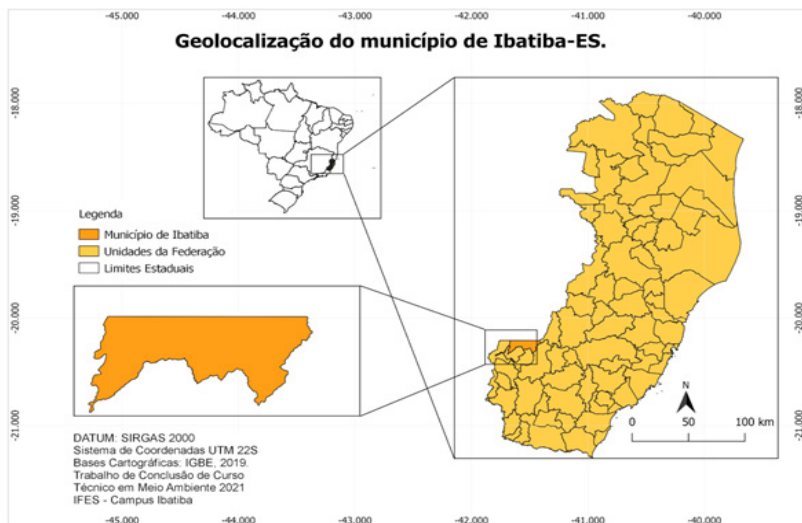 -45.000 -44.000 -43.000 -42.000 -41.000 -40.000
Geolocalização do município de Ibatiba-ES.
-18.000 -18.000
-19.000 -19.000
Legenda
Município de Ibatiba
Unidades da Federação
Limites Estaduais
-20.000 -20.000
N
0 50 100 km
-21.000 -21.000
DATUM: SIRGAS 2000
Sistema de Coordenadas UTM 22S
Bases Cartográficas: IGBE, 2019.
Trabalho de Conclusão de Curso
Técnico em Meio Ambiente 2021
IFES - Campus Ibatiba
-45.000 -44.000 -43.000 -42.000 -41.000 -40.000